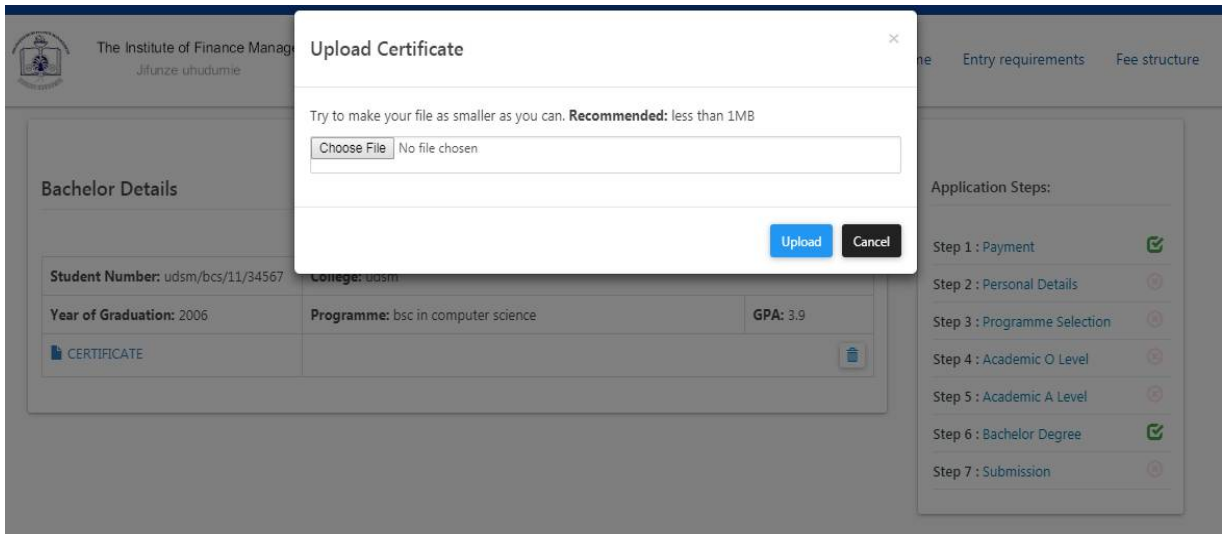 The Institute of Finance Manage
Jifunze uhudumie
Upload Certificate
×
Entry requirements
Fee structure
Try to make your file as smaller as you can. Recommended: less than 1MB
Choose File No file chosen
Upload Cancel
Bachelor Details
Student Number: udsm/bcs/11/34567 College: udsm
Year of Graduation: 2006 Programme: bsc in computer science GPA: 3.9
CERTIFICATE
Application Steps:
Step 1 : Payment
Step 2 : Personal Details
Step 3 : Programme Selection
Step 4 : Academic O Level
Step 5 : Academic A Level
Step 6 : Bachelor Degree
Step 7 : Submission